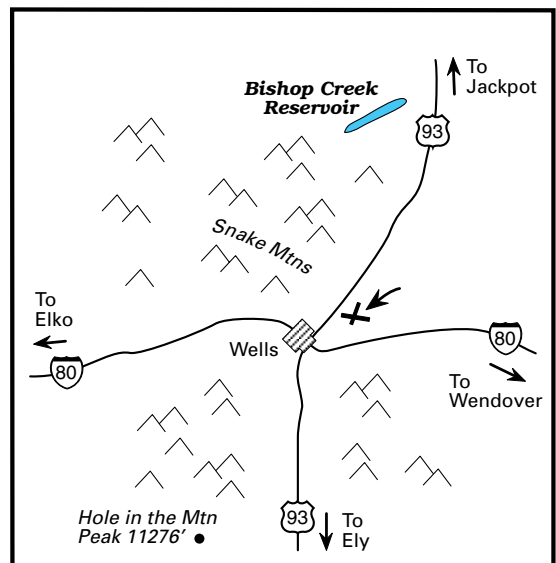 To
Jackpot
Bishop Creek
Reservoir
93
Snake Mtns
To
Elko
80
Wells
80
To
Wendover
Hole in the Mtn
Peak 11276'
93
To
Ely